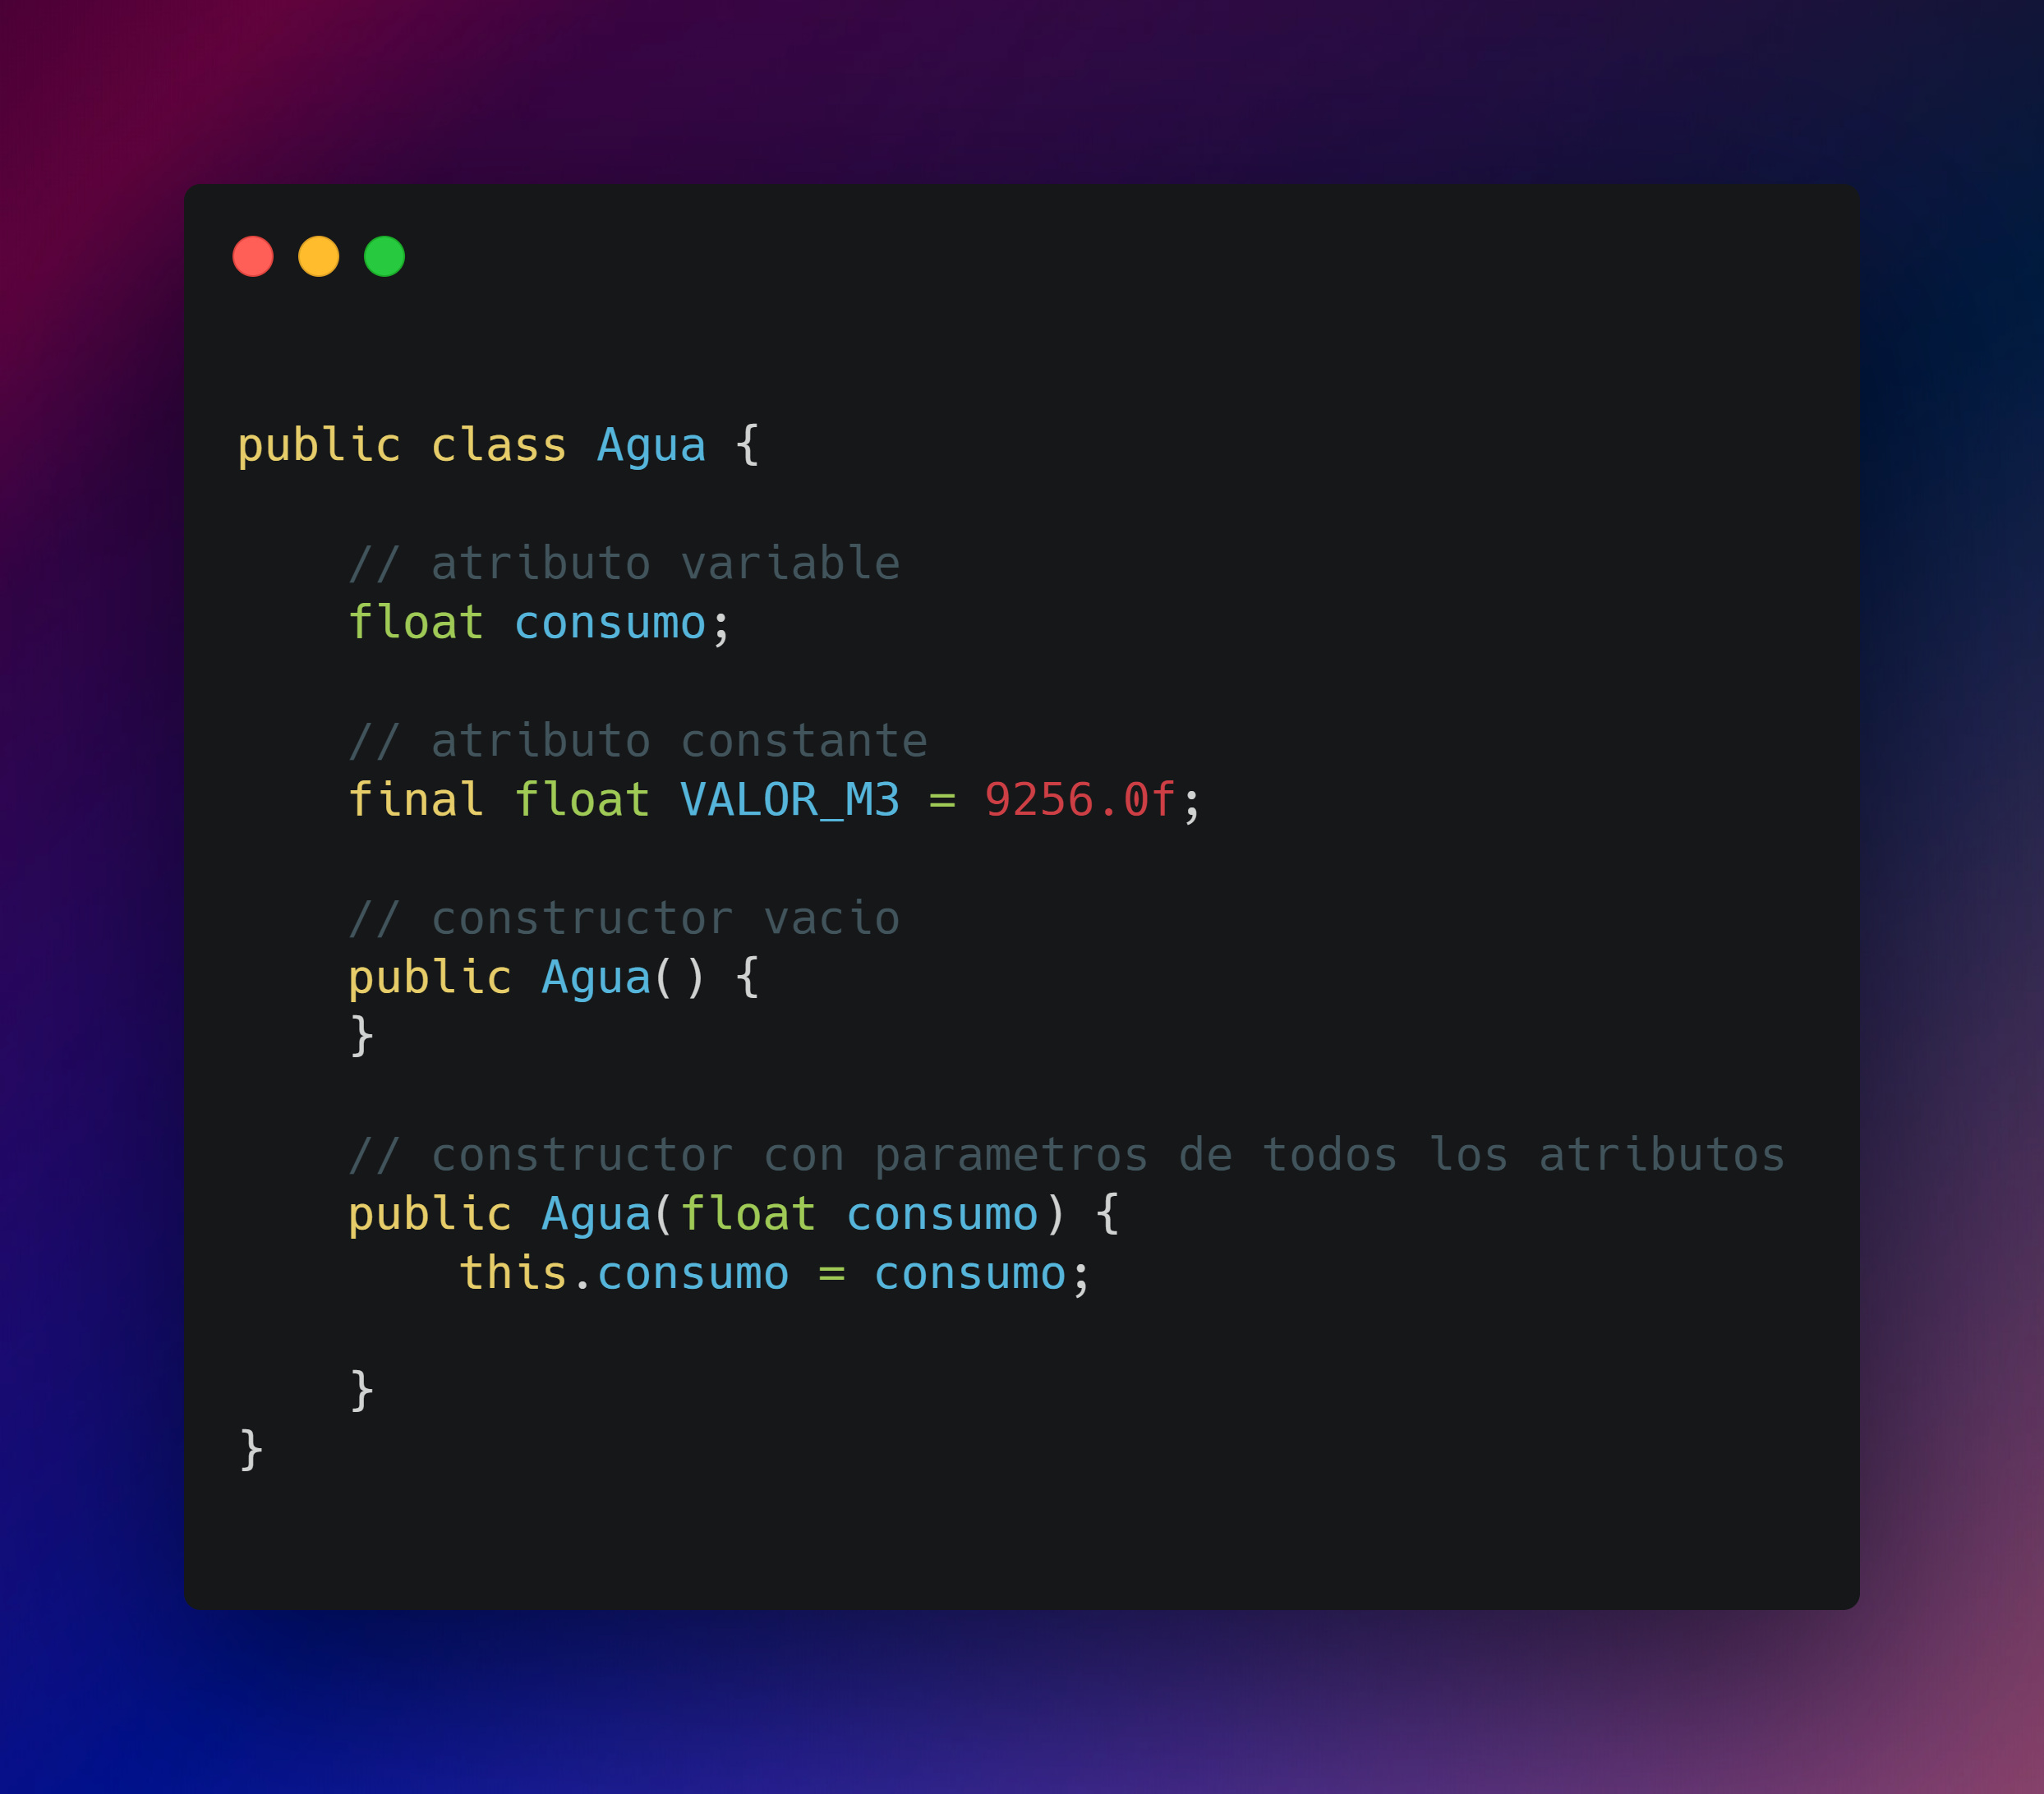 public class Agua {
    // atributo variable
    float consumo;
    // atributo constante
    final float VALOR_M3 = 9256.0f;
    // constructor vacio
    public Agua() {
    }
    // constructor con parametros de todos los atributos
    public Agua(float consumo) {
        this.consumo = consumo;
    }
}